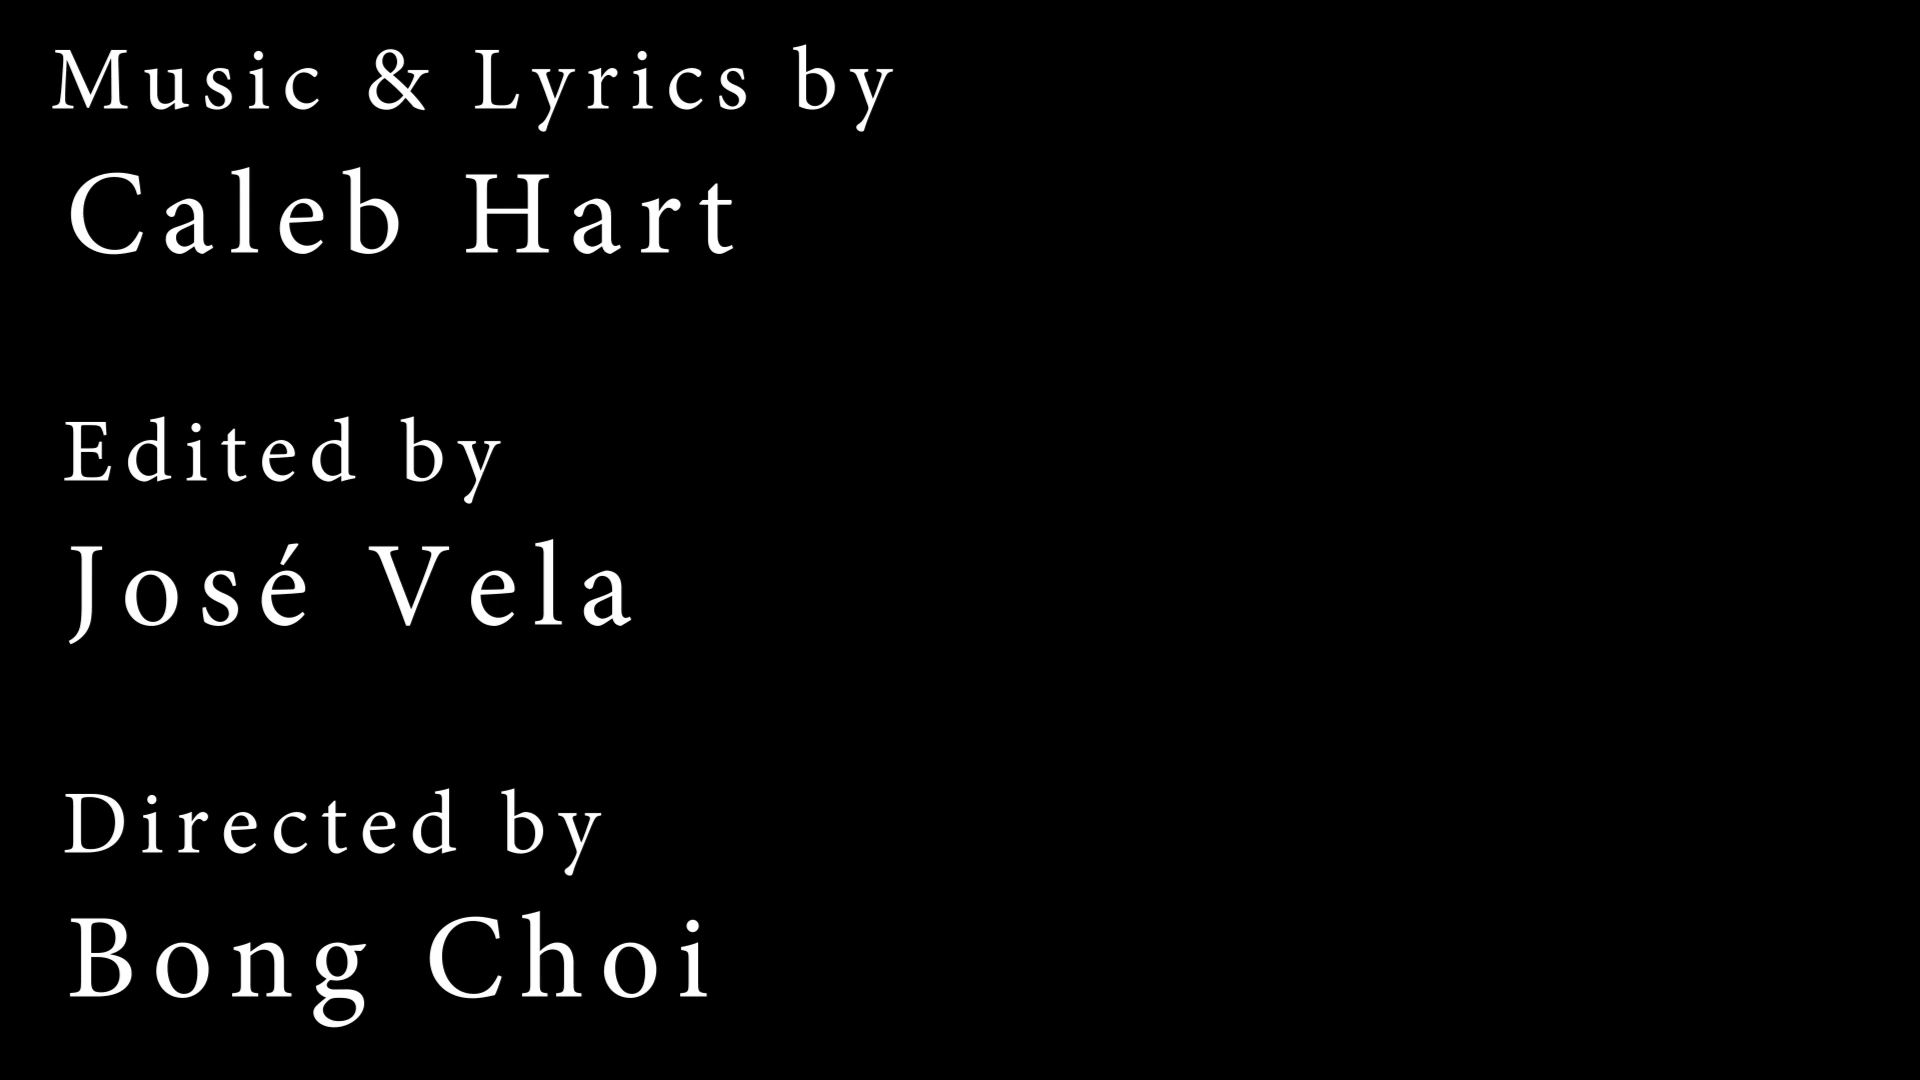 Music & Lyrics by
Caleb Hart
Edited by
José Vela
Directed by
Bong Choi